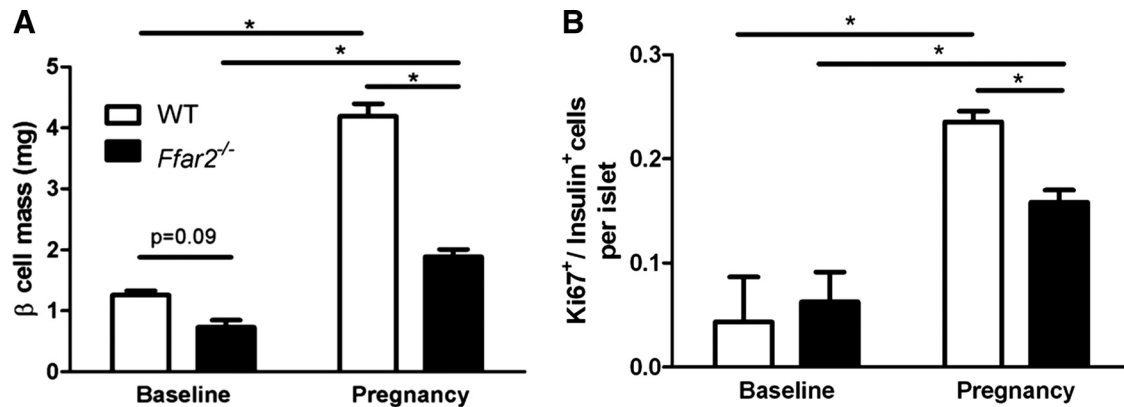 A
*
*
*
5
4
3
2
1
0
β cell mass (mg)
WT
Ffar2-/-
p=0.09
Baseline Pregnancy
B
*
*
*
0.3
0.2
0.1
0.0
Ki67+/ Insulin+cells
per islet
Baseline Pregnancy